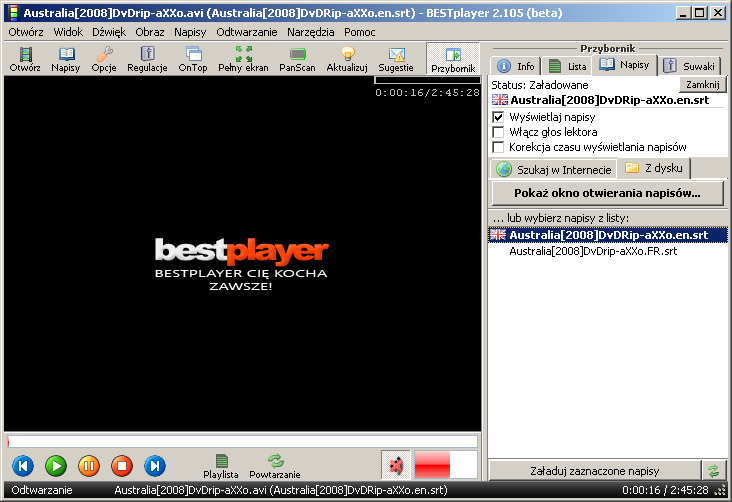 Australia[2008]DvDrip-aXXo.avi (Australia[2008]DvDRip-aXXo.en.srt) - BESTplayer 2.105 (beta)
Otwórz Widok Dźwięk Obraz Napisy Odtwarzanie Narzędzia Pomoc
Otwórz Napisy Opcje Regulacje OnTop Pełny ekran PanScan Aktualizuj Sugestie Przybornik
0:00:16/2:45:28
bestplayer
BESTPLAYER CIĘ KOCHA
ZAWSZE!
Playlista Powtarzanie
Przybornik
Info Lista Napisy Suwaki
Status: Załadowane Zamknij
Australia[2008]DvDRip-aXXo.en.srt
Wyświetlaj napisy
Włącz głos lektora
Korekcja czasu wyświetlania napisów
Szukaj w Internecie Z dysku
Pokaż okno otwierania napisów...
... lub wybierz napisy z listy:
Australia[2008]DvDRip-aXXo.en.srt
Australia[2008]DvDrip-aXXo.FR.srt
Załaduj zaznaczone napisy
Odtwarzanie Australia[2008]DvDrip-aXXo.avi (Australia[2008]DvDRip-aXXo.en.srt) 0:00:16 / 2:45:28